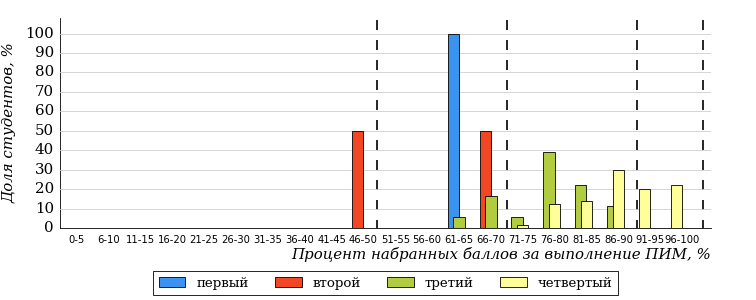 Доля студентов, %
100
90
80
70
60
50
40
30
20
10
0
0-5 6-10 11-15 16-20 21-25 26-30 31-35 36-40 41-45 46-50 51-55 56-60 61-65 66-70 71-75 76-80 81-85 86-90 91-95 96-100
Процент набранных баллов за выполнение ПИМ, %
первый второй третий четвертый